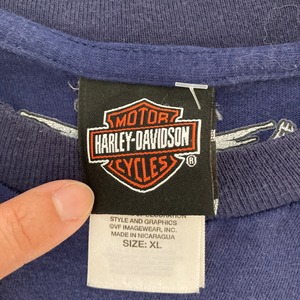 MOTOR
HARLEY-DAVIDSON
CYCLES
®
STYLE AND GRAPHICS
©VF IMAGEWEAR, INC.
MADE IN NICARAGUA
SIZE: XL